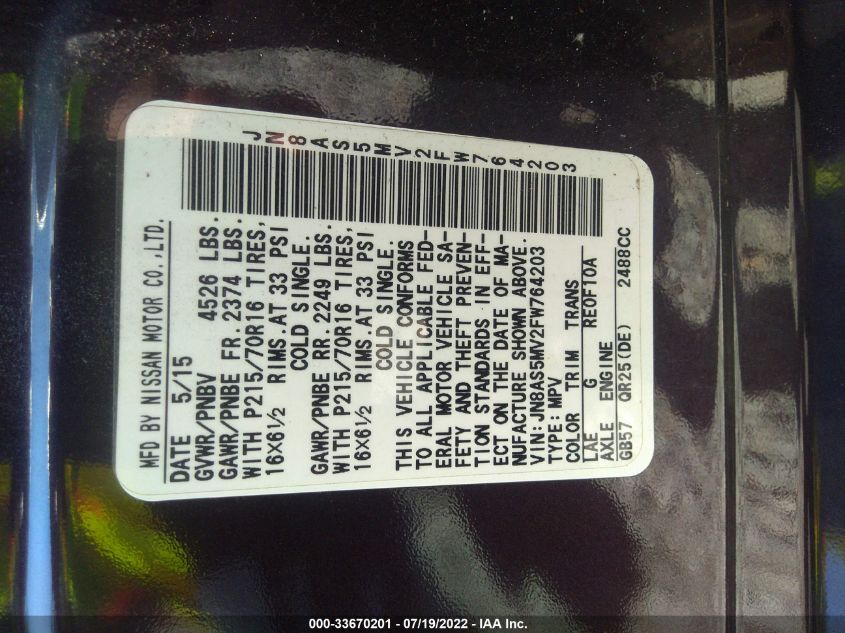 MFD BY NISSAN MOTOR CO.,LTD.
DATE 5/15
GVWR/PNBV 4526 LBS.
GAWR/PNBE FR. 2374 LBS.
WITH P215/70R16 TIRES,
16X6½ RIMS.AT 33 PSI
COLD SINGLE.
GAWR/PNBE RR. 2249 LBS.
WITH P215/70R16 TIRES,
16X6½ RIMS.AT 33 PSI
COLD SINGLE.
THIS VEHICLE CONFORMS
TO ALL APPLICABLE FED-
ERAL MOTOR VEHICLE SA-
FETY AND THEFT PREVEN-
TION STANDARDS IN EFF-
ECT ON THE DATE OF MA-
NUFACTURE SHOWN ABOVE.
VIN:JN8AS5MV2FW764203
TYPE:MPV
COLOR TRIM TRANS
LAE G RE0F10A
AXLE ENGINE
GB57 QR25(DE) 2488CC
JN8AS5MV2FW764203
000-33670201 - 07/19/2022 - IAA Inc.